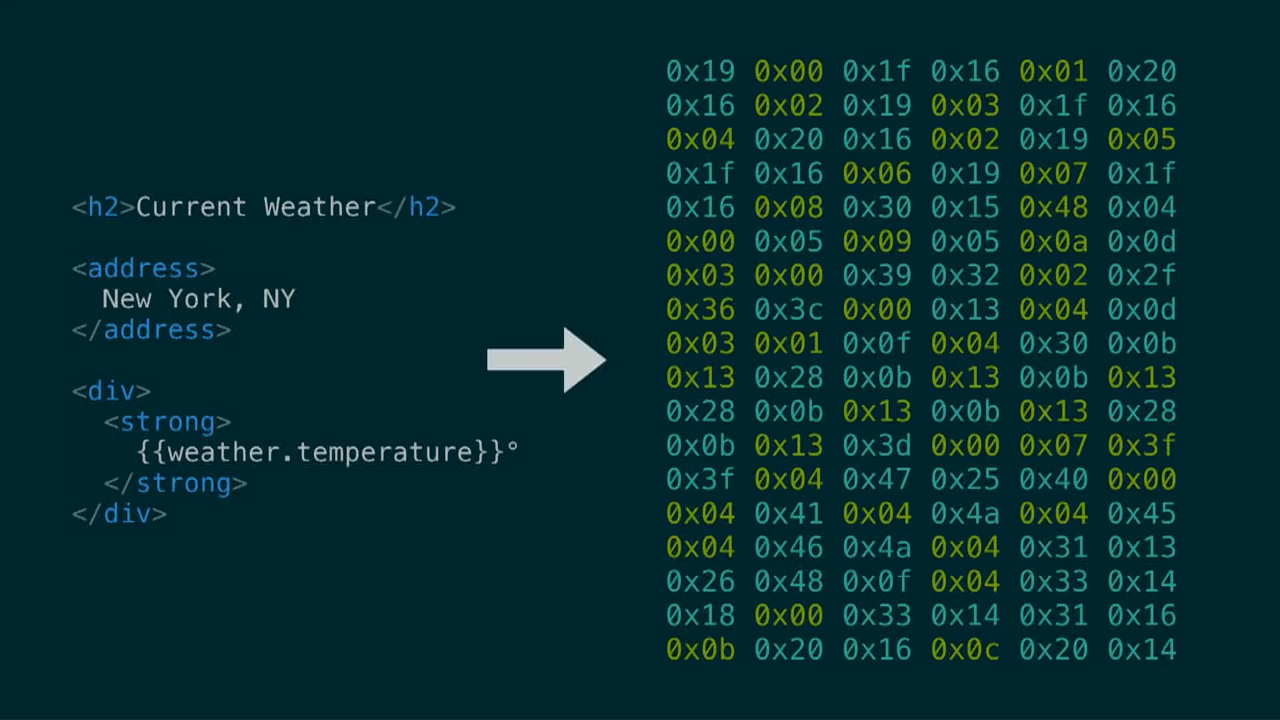 <h2>Current Weather</h2>
<address>
New York, NY
</address>
<div>
<strong>
{{weather.temperature}}°
</strong>
</div>
0x19 0x00 0x1f 0x16 0x01 0x20
0x16 0x02 0x19 0x03 0x1f 0x16
0x04 0x20 0x16 0x02 0x19 0x05
0x1f 0x16 0x06 0x19 0x07 0x1f
0x16 0x08 0x30 0x15 0x48 0x04
0x00 0x05 0x09 0x05 0x0a 0x0d
0x03 0x00 0x39 0x32 0x02 0x2f
0x36 0x3c 0x00 0x13 0x04 0x0d
0x03 0x01 0x0f 0x04 0x30 0x0b
0x13 0x28 0x0b 0x13 0x0b 0x13
0x28 0x0b 0x13 0x0b 0x13 0x28
0x0b 0x13 0x3d 0x00 0x07 0x3f
0x3f 0x04 0x47 0x25 0x40 0x00
0x04 0x41 0x04 0x4a 0x04 0x45
0x04 0x46 0x4a 0x04 0x31 0x13
0x26 0x48 0x0f 0x04 0x33 0x14
0x18 0x00 0x33 0x14 0x31 0x16
0x0b 0x20 0x16 0x0c 0x20 0x14